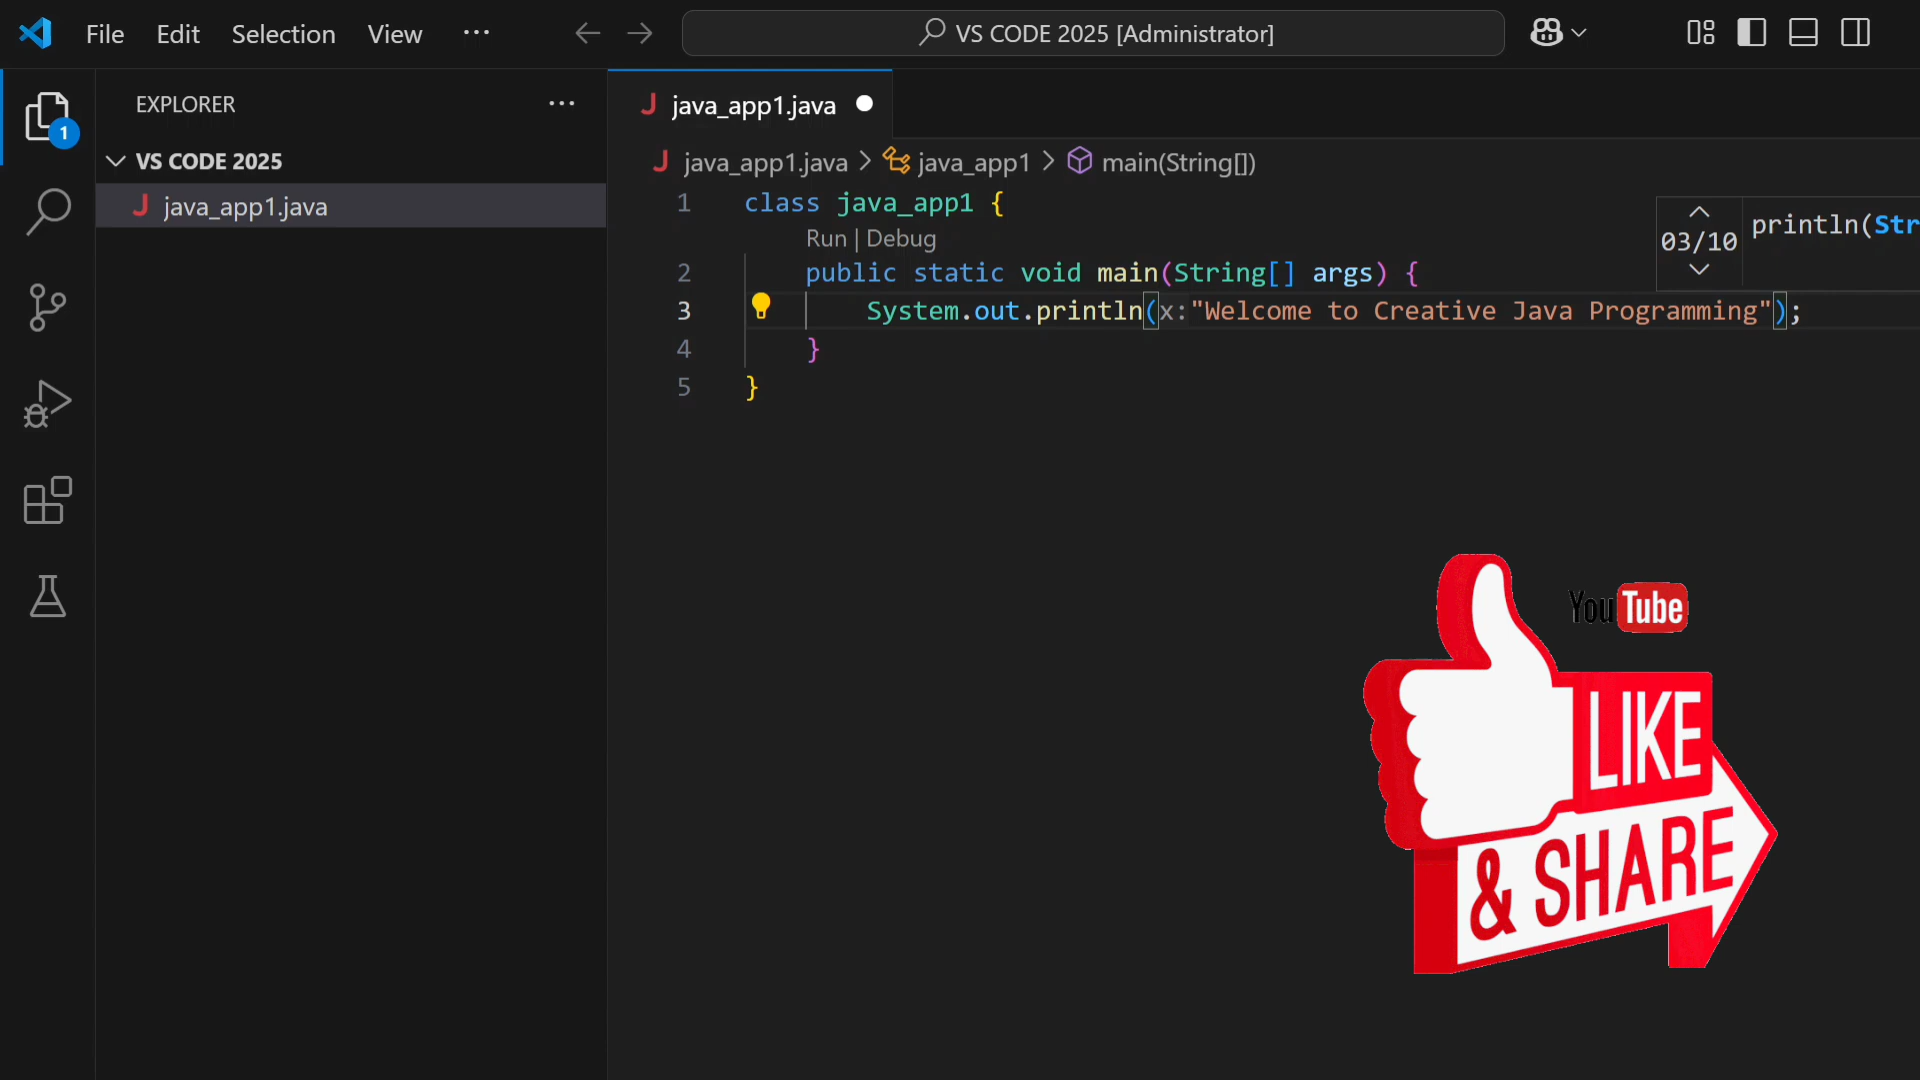 File Edit Selection View ··· VS CODE 2025 [Administrator]
EXPLORER ···
java_app1.java
1
VS CODE 2025
java_app1.java > java_app1 > main(String[])
java_app1.java
1 class java_app1 {
03/10 println(Str
Run | Debug
2 public static void main(String[] args) {
3 System.out.println(x:"Welcome to Creative Java Programming");
4 }
5 }
YouTube
LIKE
& SHARE